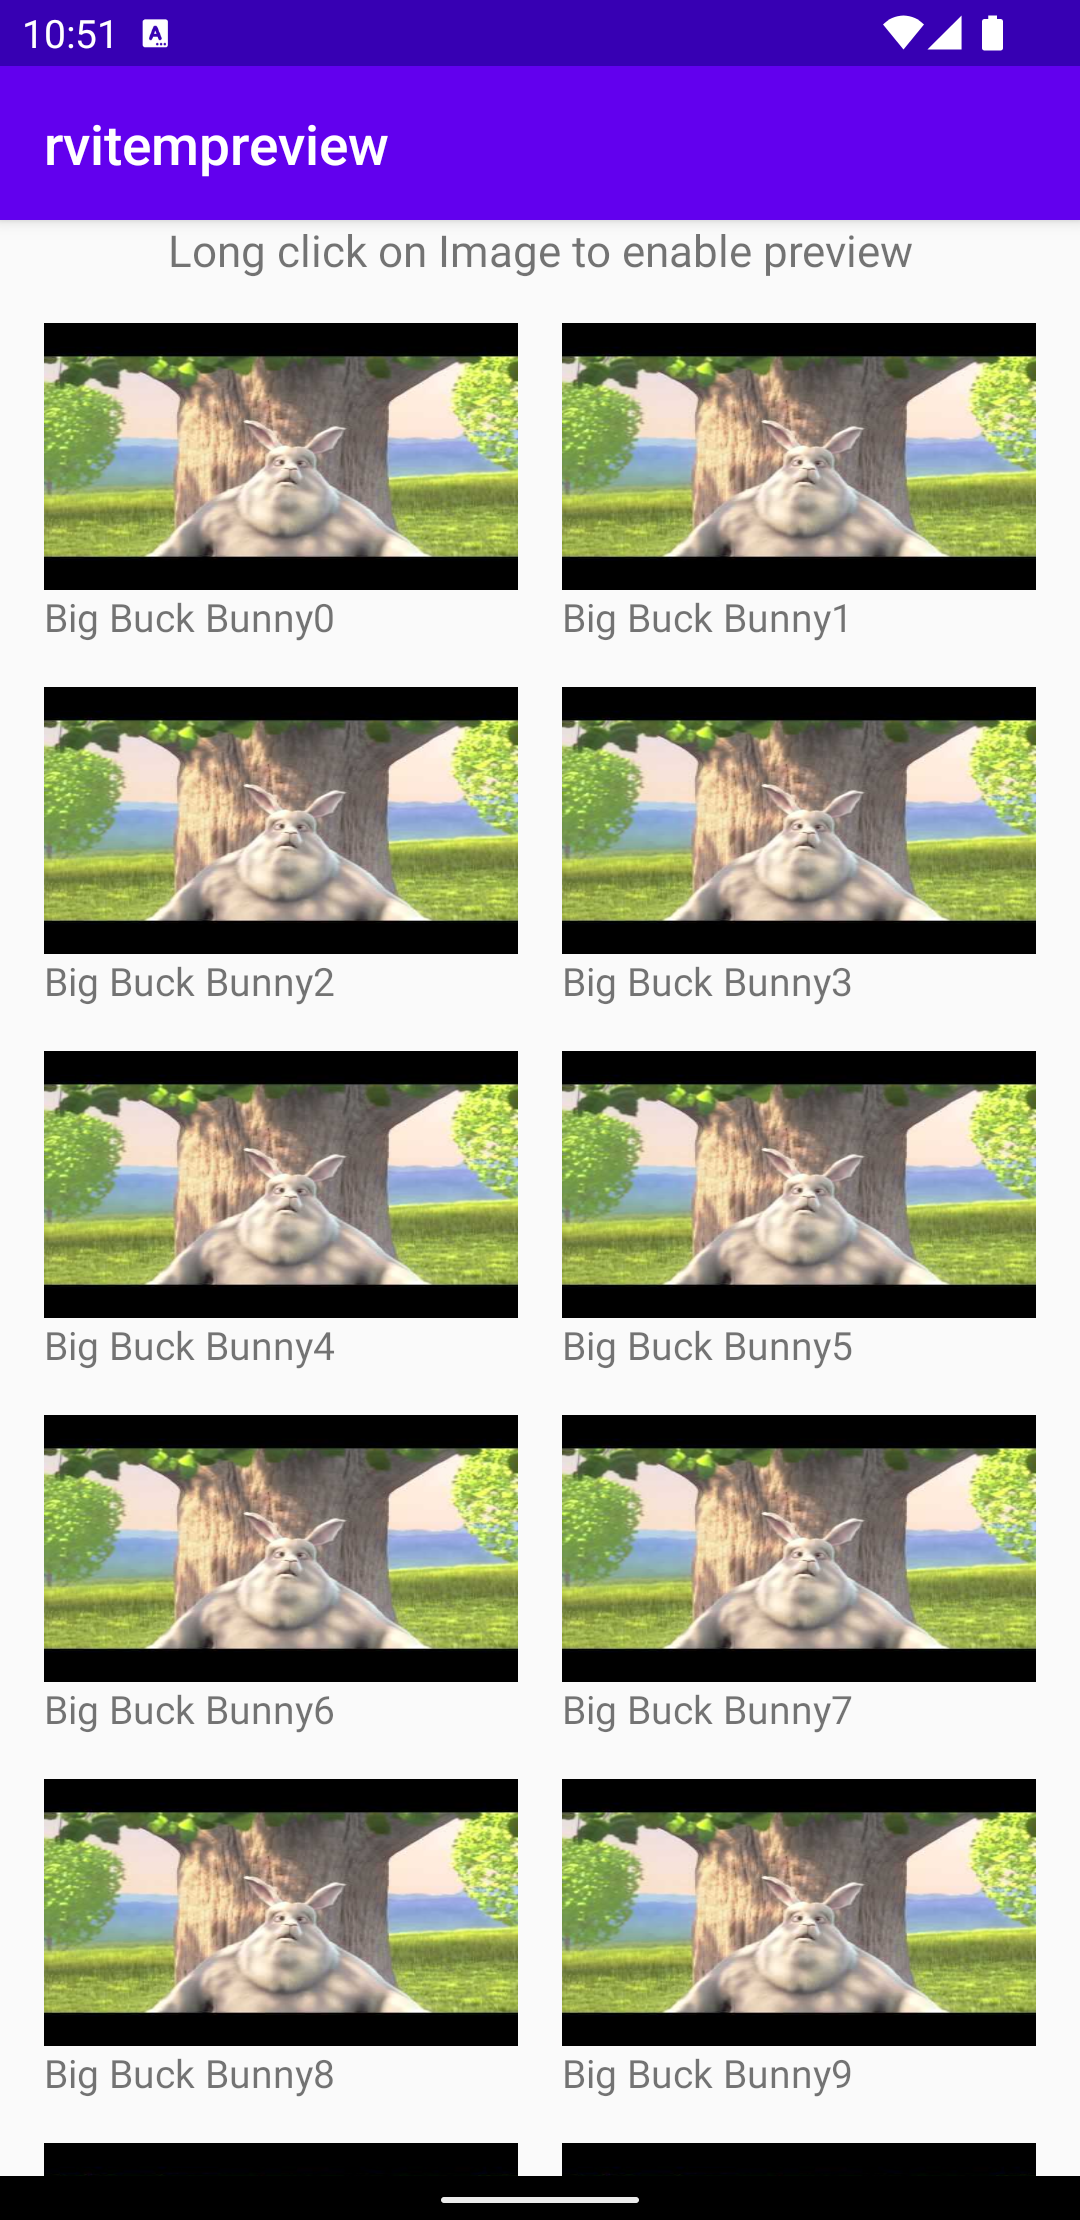 10:51
rvitempreview
Long click on Image to enable preview
Big Buck Bunny0
Big Buck Bunny1
Big Buck Bunny2
Big Buck Bunny3
Big Buck Bunny4
Big Buck Bunny5
Big Buck Bunny6
Big Buck Bunny7
Big Buck Bunny8
Big Buck Bunny9